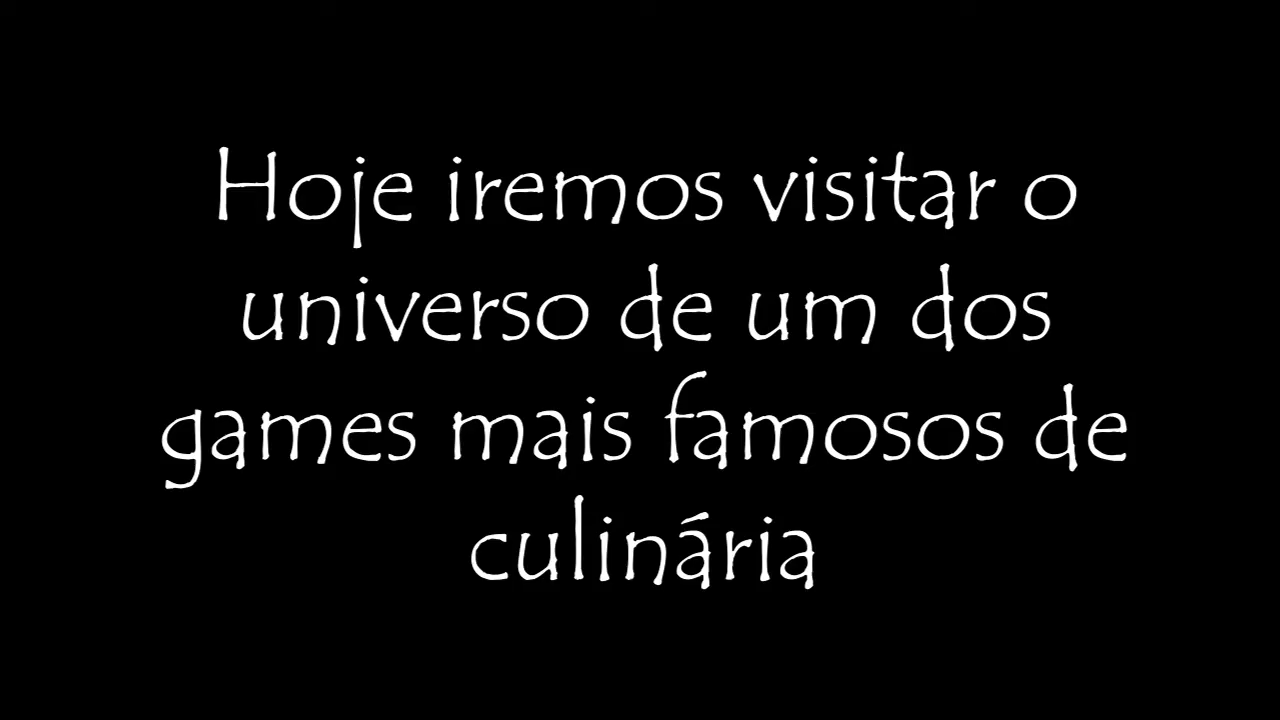 Hoje iremos visitar o
universo de um dos
games mais famosos de
culinária